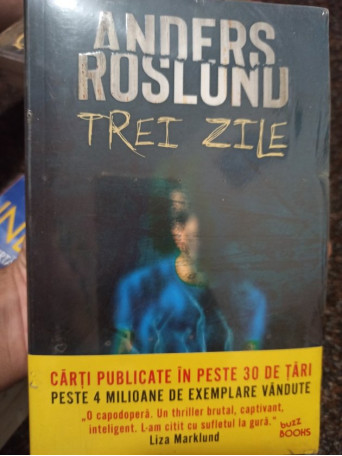 ANDERS
ROSLUND
TREI ZILE
CĂRȚI PUBLICATE ÎN PESTE 30 DE ȚĂRI
PESTE 4 MILIOANE DE EXEMPLARE VÂNDUTE
„O capodoperă. Un thriller brutal, captivant,
inteligent. L-am citit cu sufletul la gură.”
Liza Marklund
buzz
BOOKS